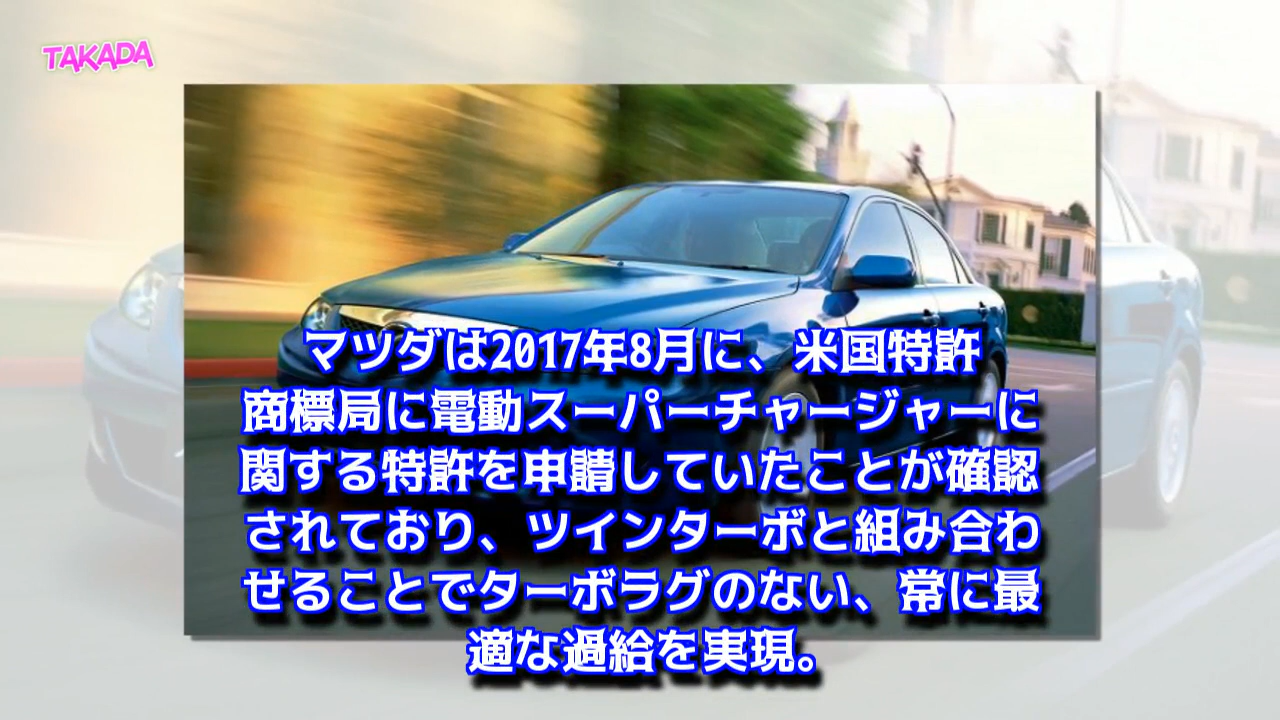 TAKADA
マツダは2017年8月に、米国特許
商標局に電動スーパーチャージャーに
関する特許を申請していたことが確認
されており、ツインターボと組み合わ
せることでターボラグのない、常に最
適な過給を実現。